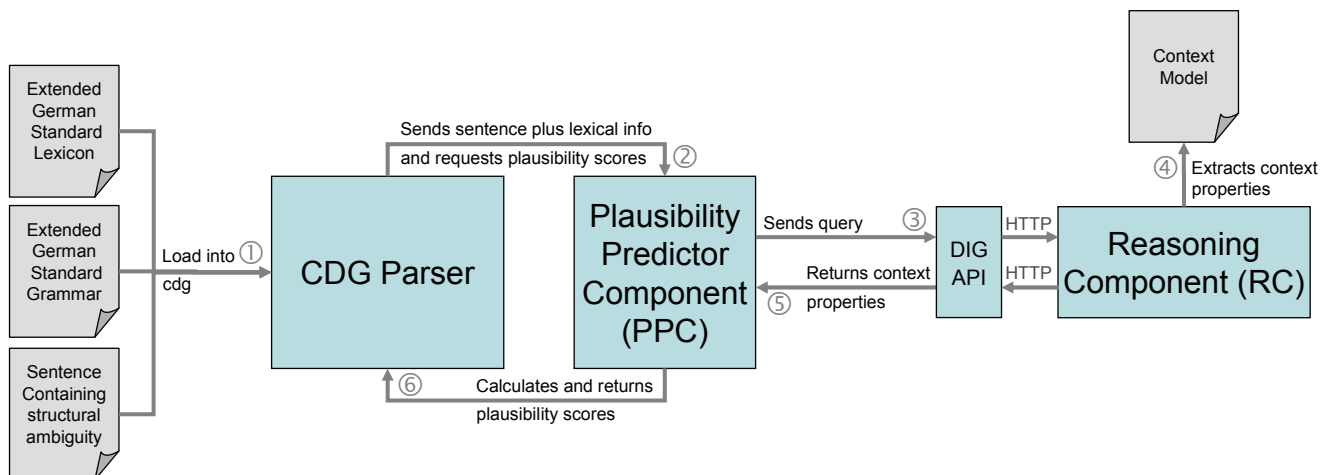 Extended
German
Standard
Lexicon
Extended
German
Standard
Grammar
Sentence
Containing
structural
ambiguity
Load into ①
cdg
CDG Parser
Sends sentence plus lexical info
and requests plausibility scores
②
Plausibility
Predictor
Component
(PPC)
⑥
Calculates and returns
plausibility scores
Sends query ③
Returns context
properties
⑤
DIG
API
HTTP
HTTP
Reasoning
Component (RC)
④
Extracts context
properties
Context
Model